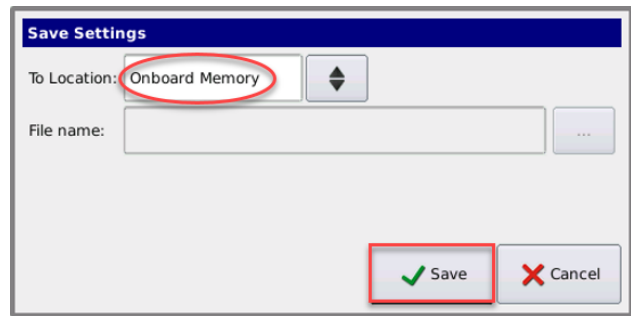 Save Settings
To Location: Onboard Memory
File name:
...
Save Cancel